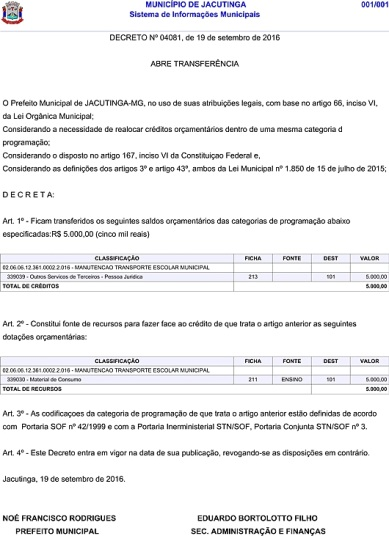 MUNICÍPIO DE JACUTINGA 001/001
Sistema de Informações Municipais
DECRETO Nº 04081, de 19 de setembro de 2016
ABRE TRANSFERÊNCIA
O Prefeito Municipal de JACUTINGA-MG, no uso de suas atribuições legais, com base no artigo 66, inciso VI,
da Lei Orgânica Municipal;
Considerando a necessidade de realocar créditos orçamentários dentro de uma mesma categoria d
programação;
Considerando o disposto no artigo 167, inciso VI da Constituiçao Federal e,
Considerando as definições dos artigos 3º e artigo 43º, ambos da Lei Municipal nº 1.850 de 15 de julho de 2015;
D E C R E T A:
Art. 1º - Ficam transferidos os seguintes saldos orçamentários das categorias de programação abaixo
especificadas:R$ 5.000,00 (cinco mil reais)
CLASSIFICAÇÃO FICHA FONTE DEST VALOR
02.06.06.12.361.0002.2.016 - MANUTENCAO TRANSPORTE ESCOLAR MUNICIPAL
339039 - Outros Servicos de Terceiros - Pessoa Juridica 213 101 5.000,00
TOTAL DE CRÉDITOS 5.000,00
Art. 2º - Constitui fonte de recursos para fazer face ao crédito de que trata o artigo anterior as seguintes
dotações orçamentárias:
CLASSIFICAÇÃO FICHA FONTE DEST VALOR
02.06.06.12.361.0002.2.016 - MANUTENCAO TRANSPORTE ESCOLAR MUNICIPAL
339030 - Material de Consumo 211 ENSINO 101 5.000,00
TOTAL DE RECURSOS 5.000,00
Art. 3º - As codificaçoes da categoria de programação de que trata o artigo anterior estão definidas de acordo
com Portaria SOF nº 42/1999 e com a Portaria Inerministerial STN/SOF, Portaria Conjunta STN/SOF nº 3.
Art. 4º - Este Decreto entra em vigor na data de sua publicação, revogando-se as disposições em contrário.
Jacutinga, 19 de setembro de 2016.
NOÉ FRANCISCO RODRIGUES EDUARDO BORTOLOTTO FILHO
PREFEITO MUNICIPAL SEC. ADMINISTRAÇÃO E FINANÇAS